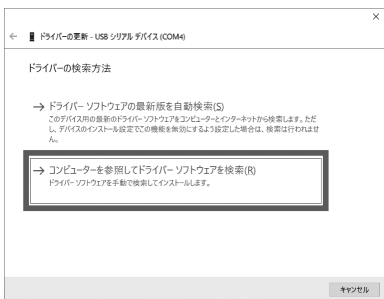 ドライバーの更新 - USB シリアル デバイス (COM4)
ドライバーの検索方法
→ ドライバー ソフトウェアの最新版を自動検索(S)
このデバイス用の最新のドライバー ソフトウェアをコンピューターとインターネットから検索します。ただ
し、デバイスのインストール設定でこの機能を無効にするよう設定した場合は、検索は行われませ
ん。
→ コンピューターを参照してドライバー ソフトウェアを検索(R)
ドライバー ソフトウェアを手動で検索してインストールします。
キャンセル